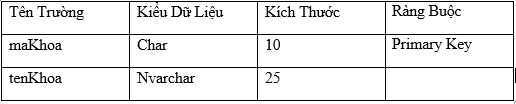 Tên Trường Kiểu Dữ Liệu Kích Thước Ràng Buộc
maKhoa Char 10 Primary Key
tenKhoa Nvarchar 25